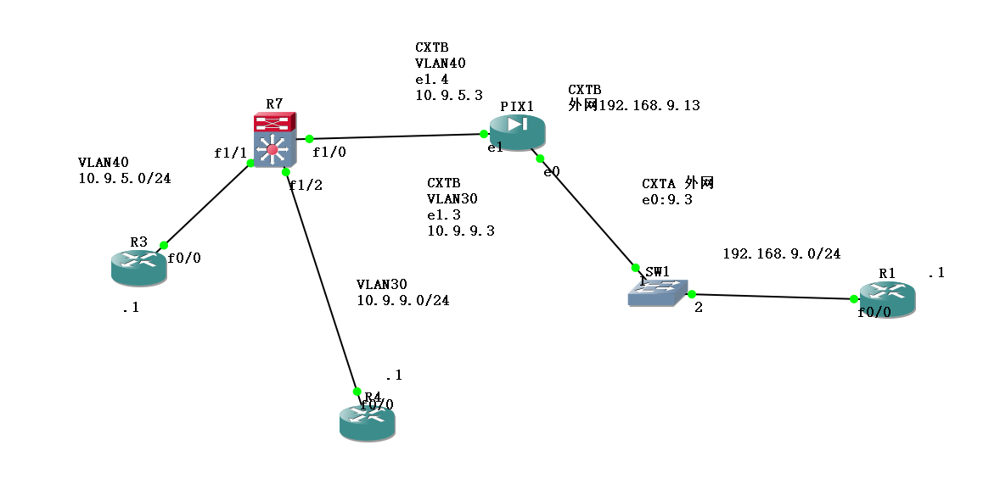 CXTB
VLAN40
e1.4
10.9.5.3
CXTB
外网192.168.9.13
R7
PIX1
f1/1
f1/0
e1
VLAN40
10.9.5.0/24
f1/2
e0
CXTB
VLAN30
e1.3
10.9.9.3
CXTA 外网
e0:9.3
R3
f0/0
.1
192.168.9.0/24
SW1
1
2
R1
.1
f0/0
VLAN30
10.9.9.0/24
.1
R4
f0/0